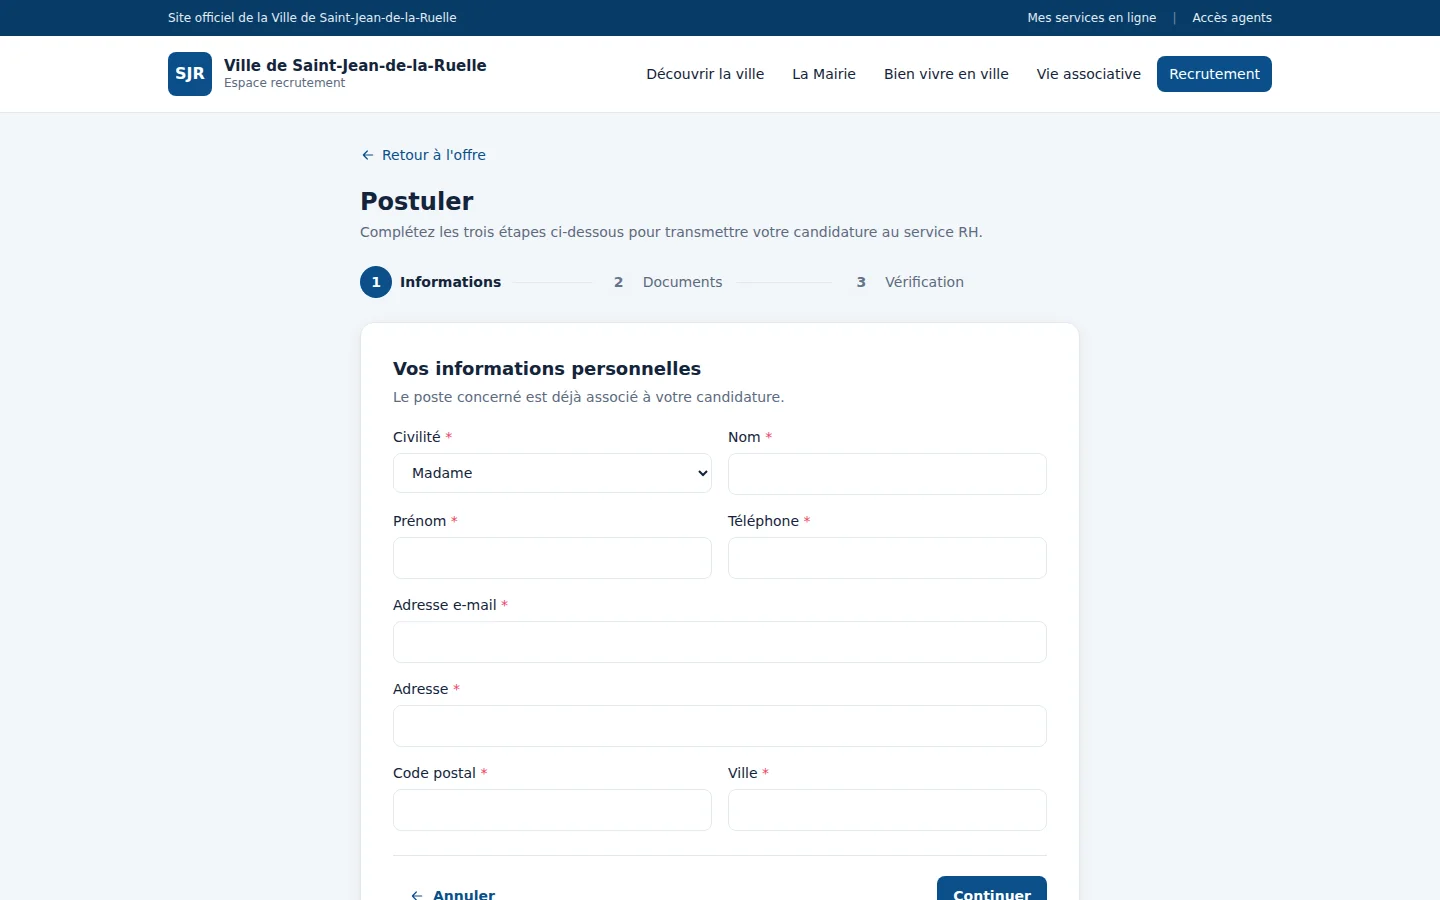 Site officiel de la Ville de Saint-Jean-de-la-Ruelle
Mes services en ligne | Accès agents
SJR
Ville de Saint-Jean-de-la-Ruelle
Espace recrutement
Découvrir la ville La Mairie Bien vivre en ville Vie associative Recrutement
← Retour à l'offre
Postuler
Complétez les trois étapes ci-dessous pour transmettre votre candidature au service RH.
1 Informations 2 Documents 3 Vérification
Vos informations personnelles
Le poste concerné est déjà associé à votre candidature.
Civilité * Nom *
Madame
Prénom * Téléphone *
Adresse e-mail *
Adresse *
Code postal * Ville *
← Annuler Continuer